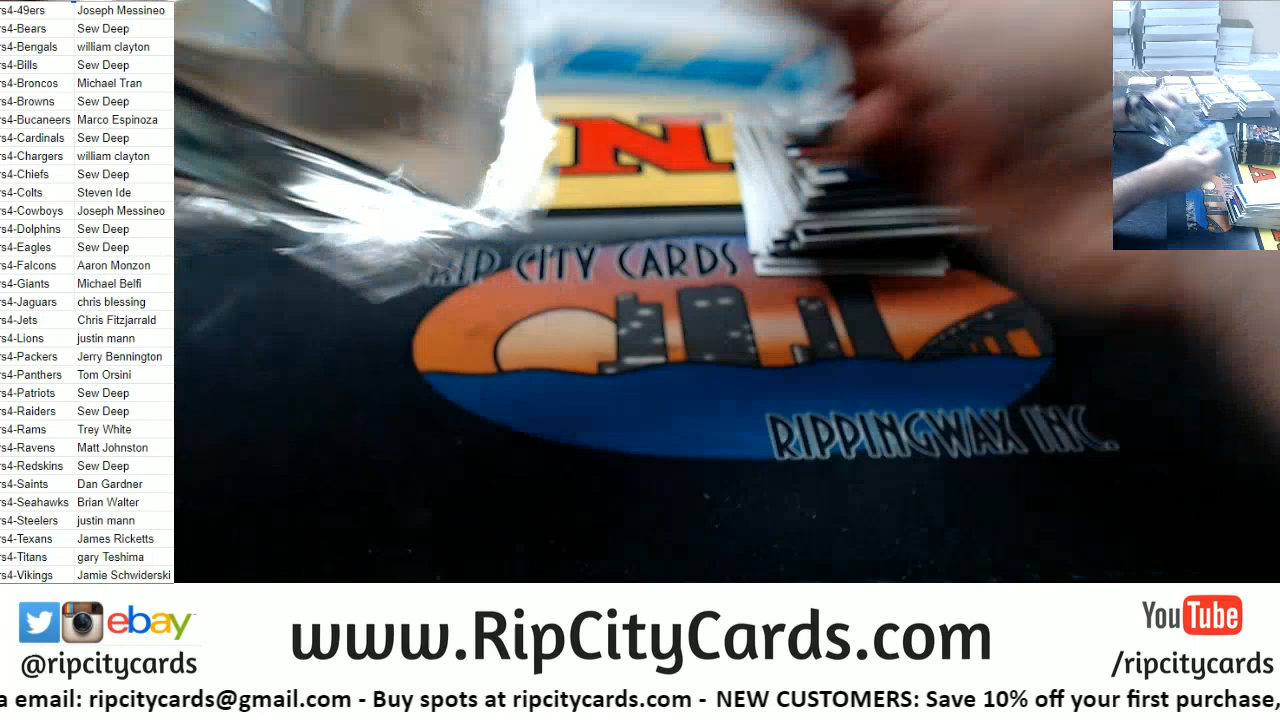 rs4-49ers Joseph Messineo
rs4-Bears Sew Deep
rs4-Bengals william clayton
rs4-Bills Sew Deep
rs4-Broncos Michael Tran
rs4-Browns Sew Deep
rs4-Bucaneers Marco Espinoza
rs4-Cardinals Sew Deep
rs4-Chargers william clayton
rs4-Chiefs Sew Deep
rs4-Colts Steven Ide
rs4-Cowboys Joseph Messineo
rs4-Dolphins Sew Deep
rs4-Eagles Sew Deep
rs4-Falcons Aaron Monzon
rs4-Giants Michael Belfi
rs4-Jaguars chris blessing
rs4-Jets Chris Fitzjarrald
rs4-Lions justin mann
rs4-Packers Jerry Bennington
rs4-Panthers Tom Orsini
rs4-Patriots Sew Deep
rs4-Raiders Sew Deep
rs4-Rams Trey White
rs4-Ravens Matt Johnston
rs4-Redskins Sew Deep
rs4-Saints Dan Gardner
rs4-Seahawks Brian Walter
rs4-Steelers justin mann
rs4-Texans James Ricketts
rs4-Titans gary Teshima
rs4-Vikings Jamie Schwiderski
N
RIP CITY CARDS
RIPPINGWAX INC.
ebay
@ripcitycards
www.RipCityCards.com
YouTube
/ripcitycards
a email: ripcitycards@gmail.com - Buy spots at ripcitycards.com - NEW CUSTOMERS: Save 10% off your first purchase,